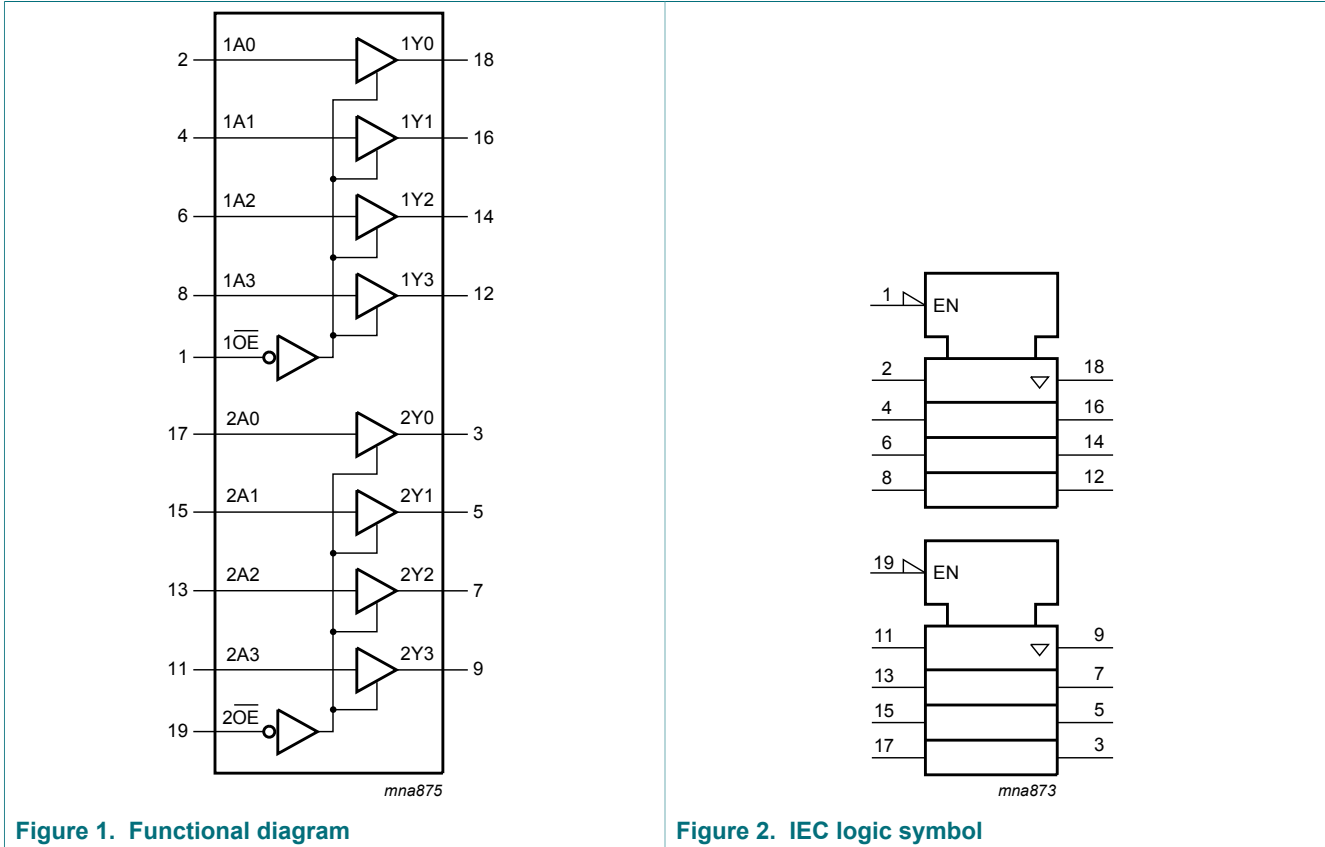 1A0 1Y0
2 18
1A1 1Y1
4 16
1A2 1Y2
6 14
1A3 1Y3
8 12
1O̅E̅
1
2A0 2Y0
17 3
2A1 2Y1
15 5
2A2 2Y2
13 7
2A3 2Y3
11 9
2O̅E̅
19
mna875
Figure 1. Functional diagram
1 EN
2 18
4 16
6 14
8 12
19 EN
11 9
13 7
15 5
17 3
mna873
Figure 2. IEC logic symbol